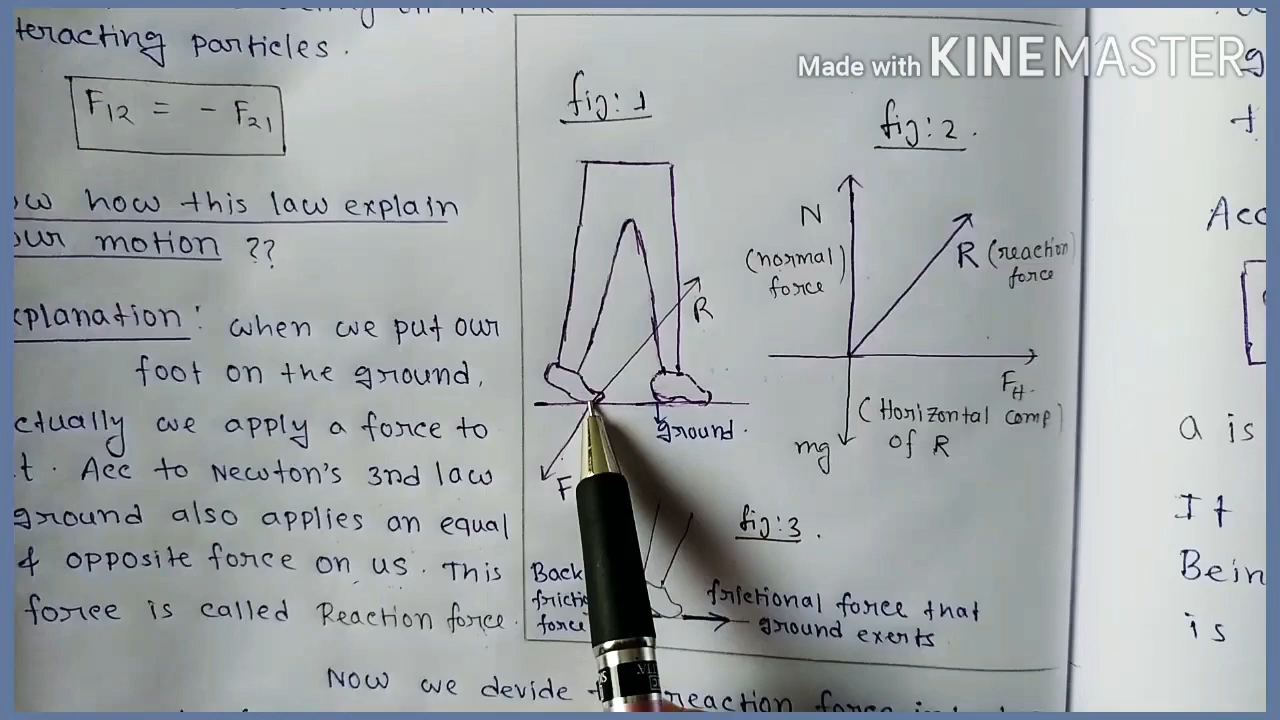 teracting particles.
F12 = - F21
how this law explain
our motion ??
xplanation: when we put our
foot on the ground,
ctually we apply a force to
t. Acc to Newton's 3rd law
ground also applies an equal
& opposite force on us. This
force is called Reaction force.
Now we devide
reaction force
fig: 1
R
F
ground.
fig: 2.
N
(normal)
force
R (reaction
force
FH.
(Horizontal comp)
of R
mg
fig: 3.
Back
force
frictional force that
ground exerts
Made with KINEMASTER
Acc
a is
If
Bein
is